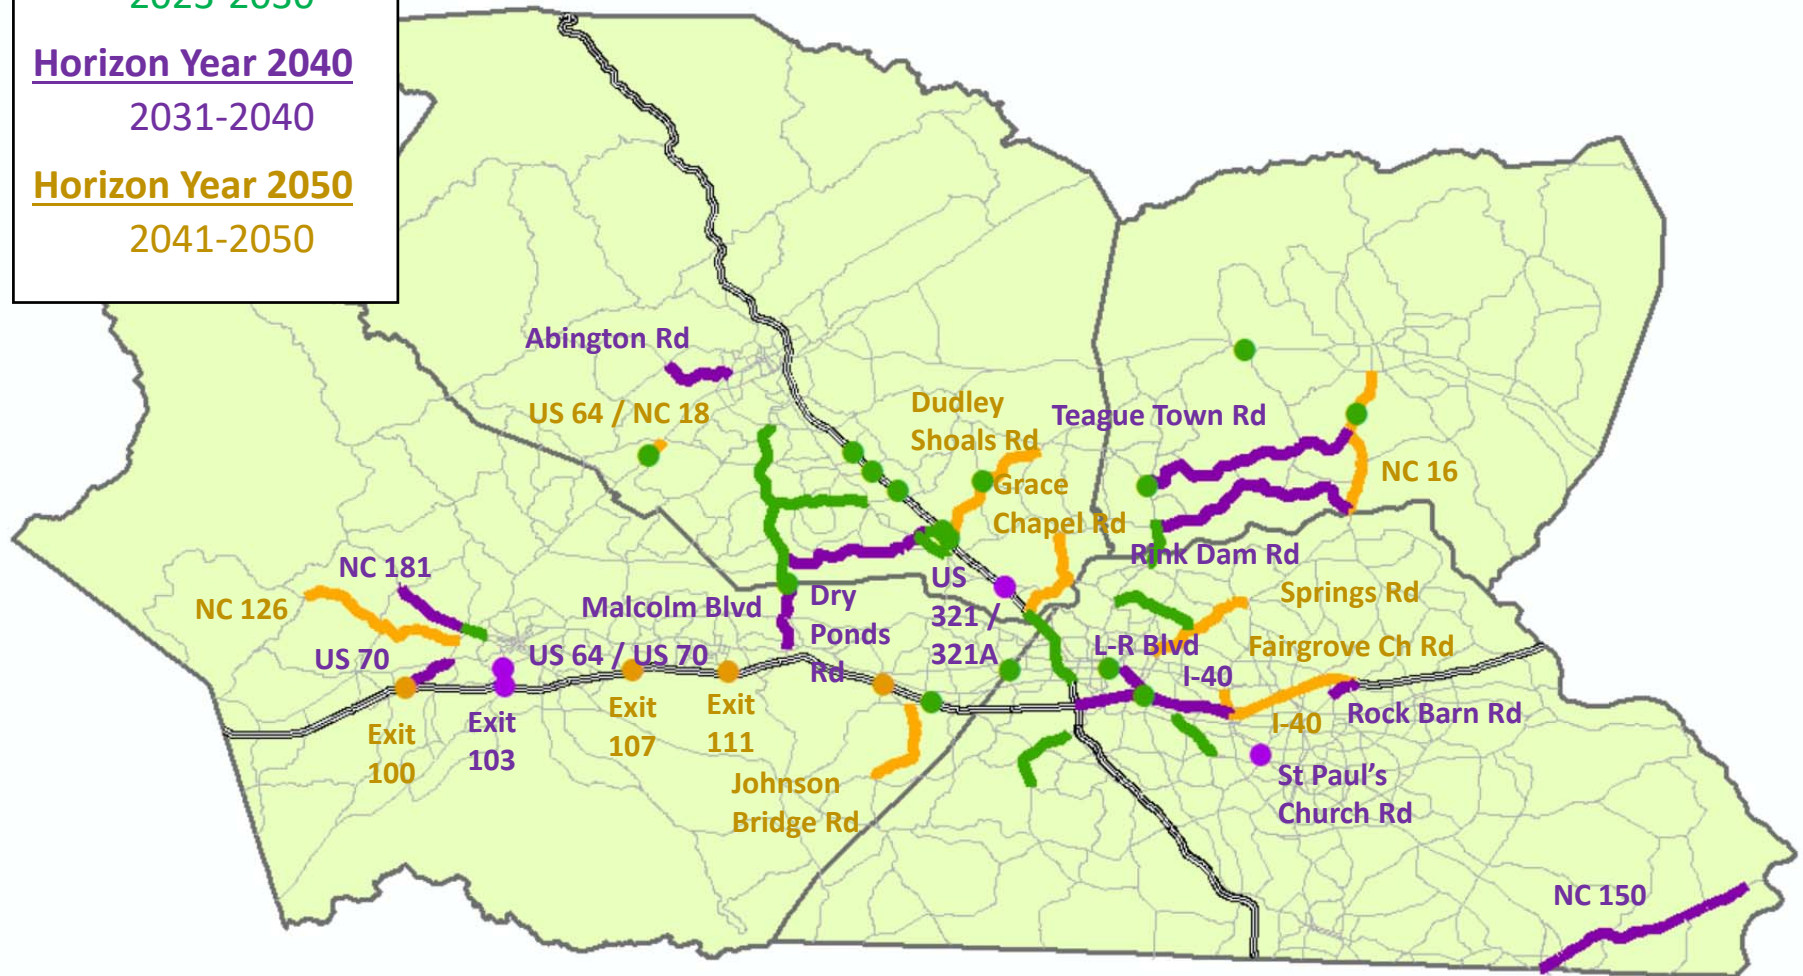 Horizon Year 2040
2031-2040
Horizon Year 2050
2041-2050
Abington Rd
US 64 / NC 18
Dudley
Shoals Rd
Teague Town Rd
Grace
Chapel Rd
NC 16
Rink Dam Rd
NC 181
NC 126
US 70
Malcolm Blvd
US 64 / US 70
Dry
Ponds
Rd
US
321 /
321A
Springs Rd
L-R Blvd
Fairgrove Ch Rd
I-40
I-40
Rock Barn Rd
Exit
100
Exit
103
Exit
107
Exit
111
Johnson
Bridge Rd
St Paul's
Church Rd
NC 150